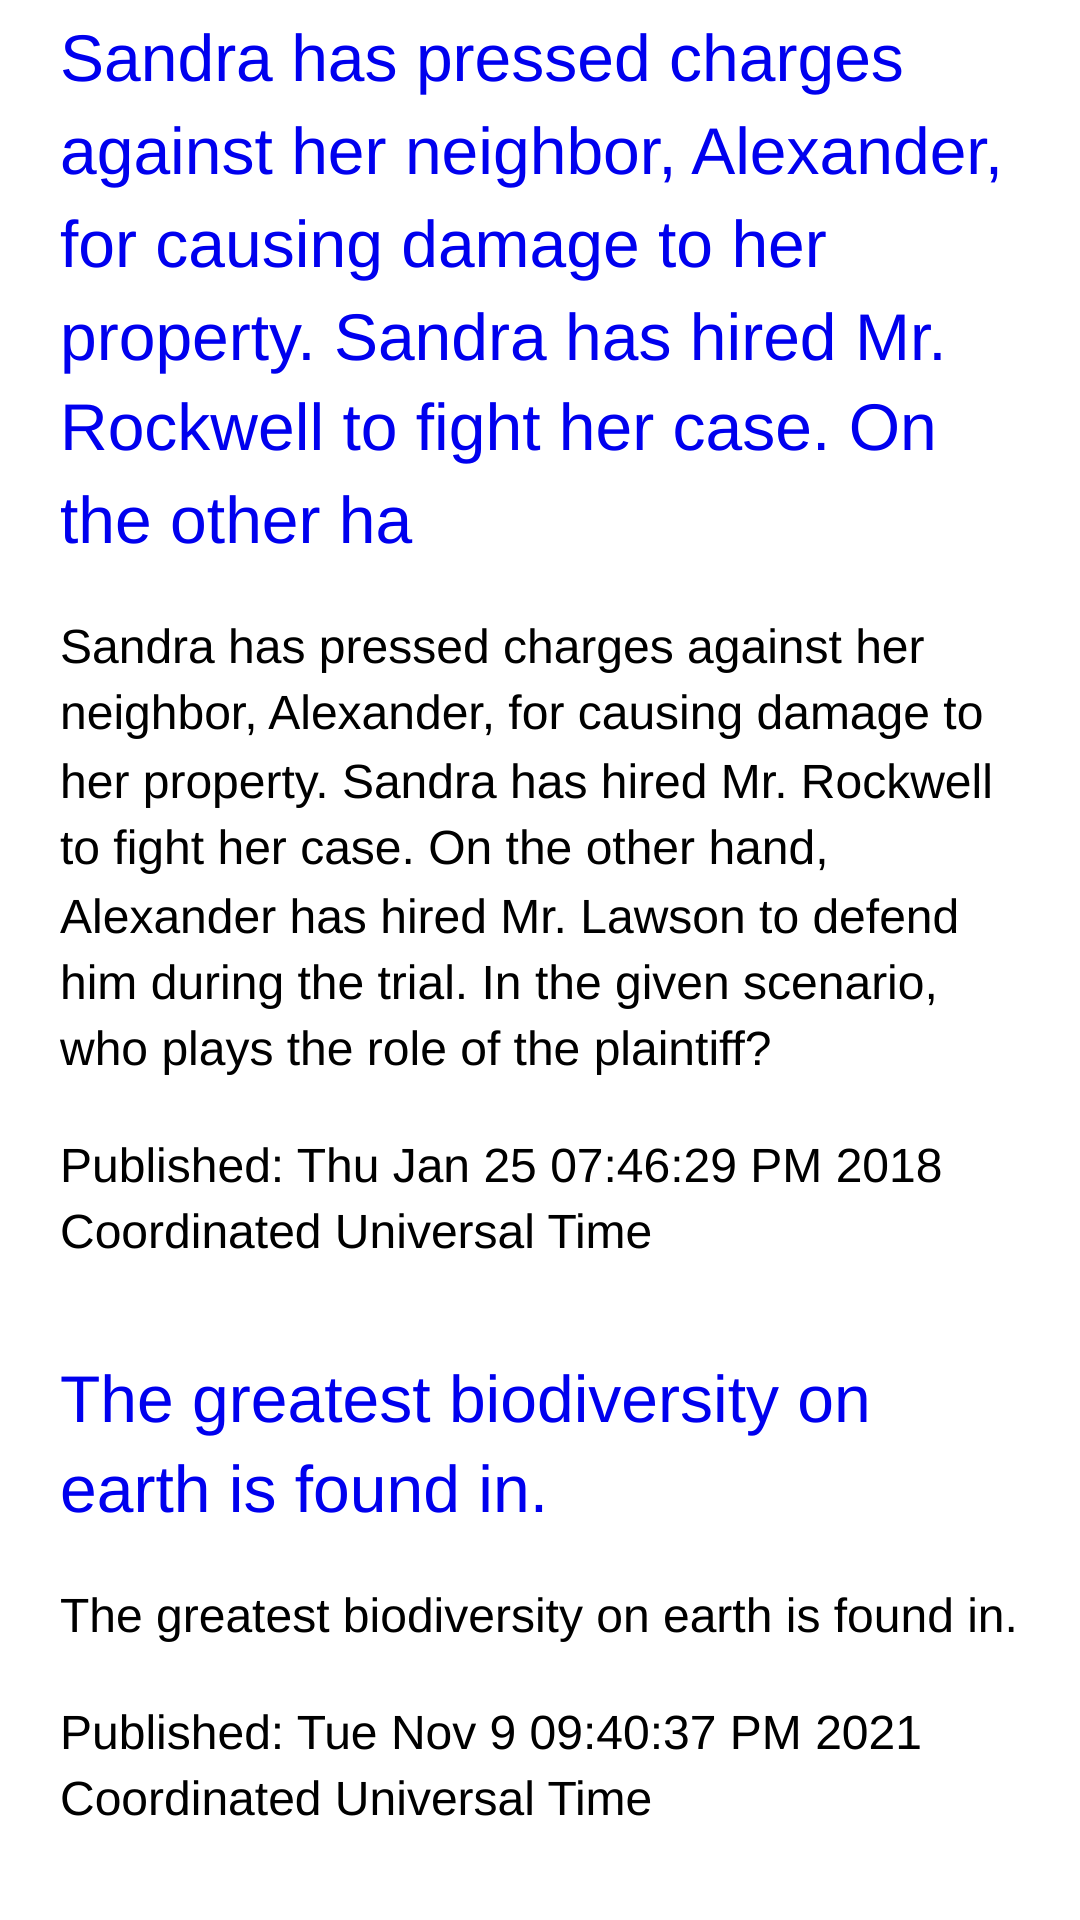 Sandra has pressed charges
against her neighbor, Alexander,
for causing damage to her
property. Sandra has hired Mr.
Rockwell to fight her case. On
the other ha
Sandra has pressed charges against her
neighbor, Alexander, for causing damage to
her property. Sandra has hired Mr. Rockwell
to fight her case. On the other hand,
Alexander has hired Mr. Lawson to defend
him during the trial. In the given scenario,
who plays the role of the plaintiff?
Published: Thu Jan 25 07:46:29 PM 2018
Coordinated Universal Time
The greatest biodiversity on
earth is found in.
The greatest biodiversity on earth is found in.
Published: Tue Nov 9 09:40:37 PM 2021
Coordinated Universal Time